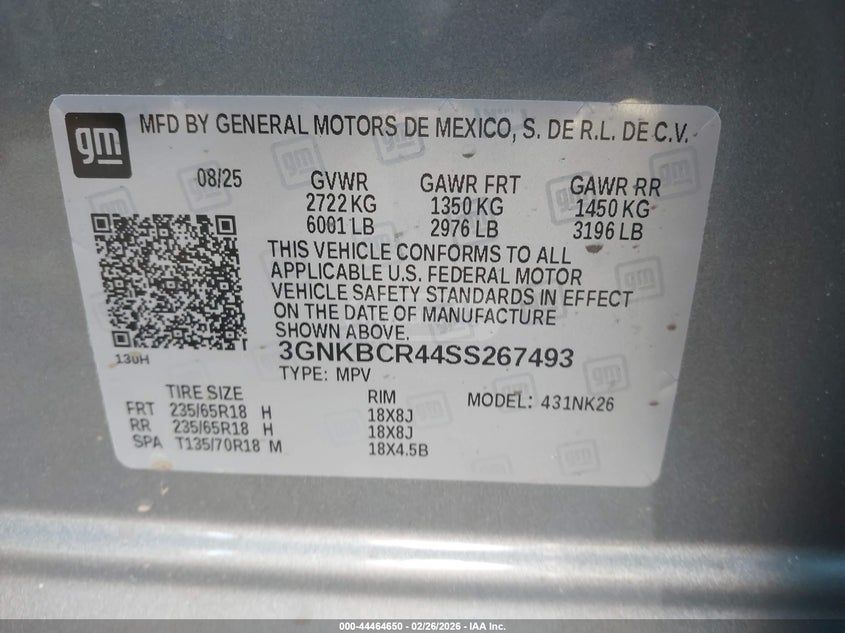 gm
MFD BY GENERAL MOTORS DE MEXICO, S. DE R.L. DE C.V.
08/25 GVWR GAWR FRT GAWR RR
2722 KG 1350 KG 1450 KG
6001 LB 2976 LB 3196 LB
THIS VEHICLE CONFORMS TO ALL
APPLICABLE U.S. FEDERAL MOTOR
VEHICLE SAFETY STANDARDS IN EFFECT
ON THE DATE OF MANUFACTURE
SHOWN ABOVE.
130H
3GNKBCR44SS267493
TYPE: MPV
TIRE SIZE RIM MODEL: 431NK26
FRT 235/65R18 H 18X8J
RR 235/65R18 H 18X8J
SPA T135/70R18 M 18X4.5B
000-44464650 | 02/26/2026 | IAA Inc.